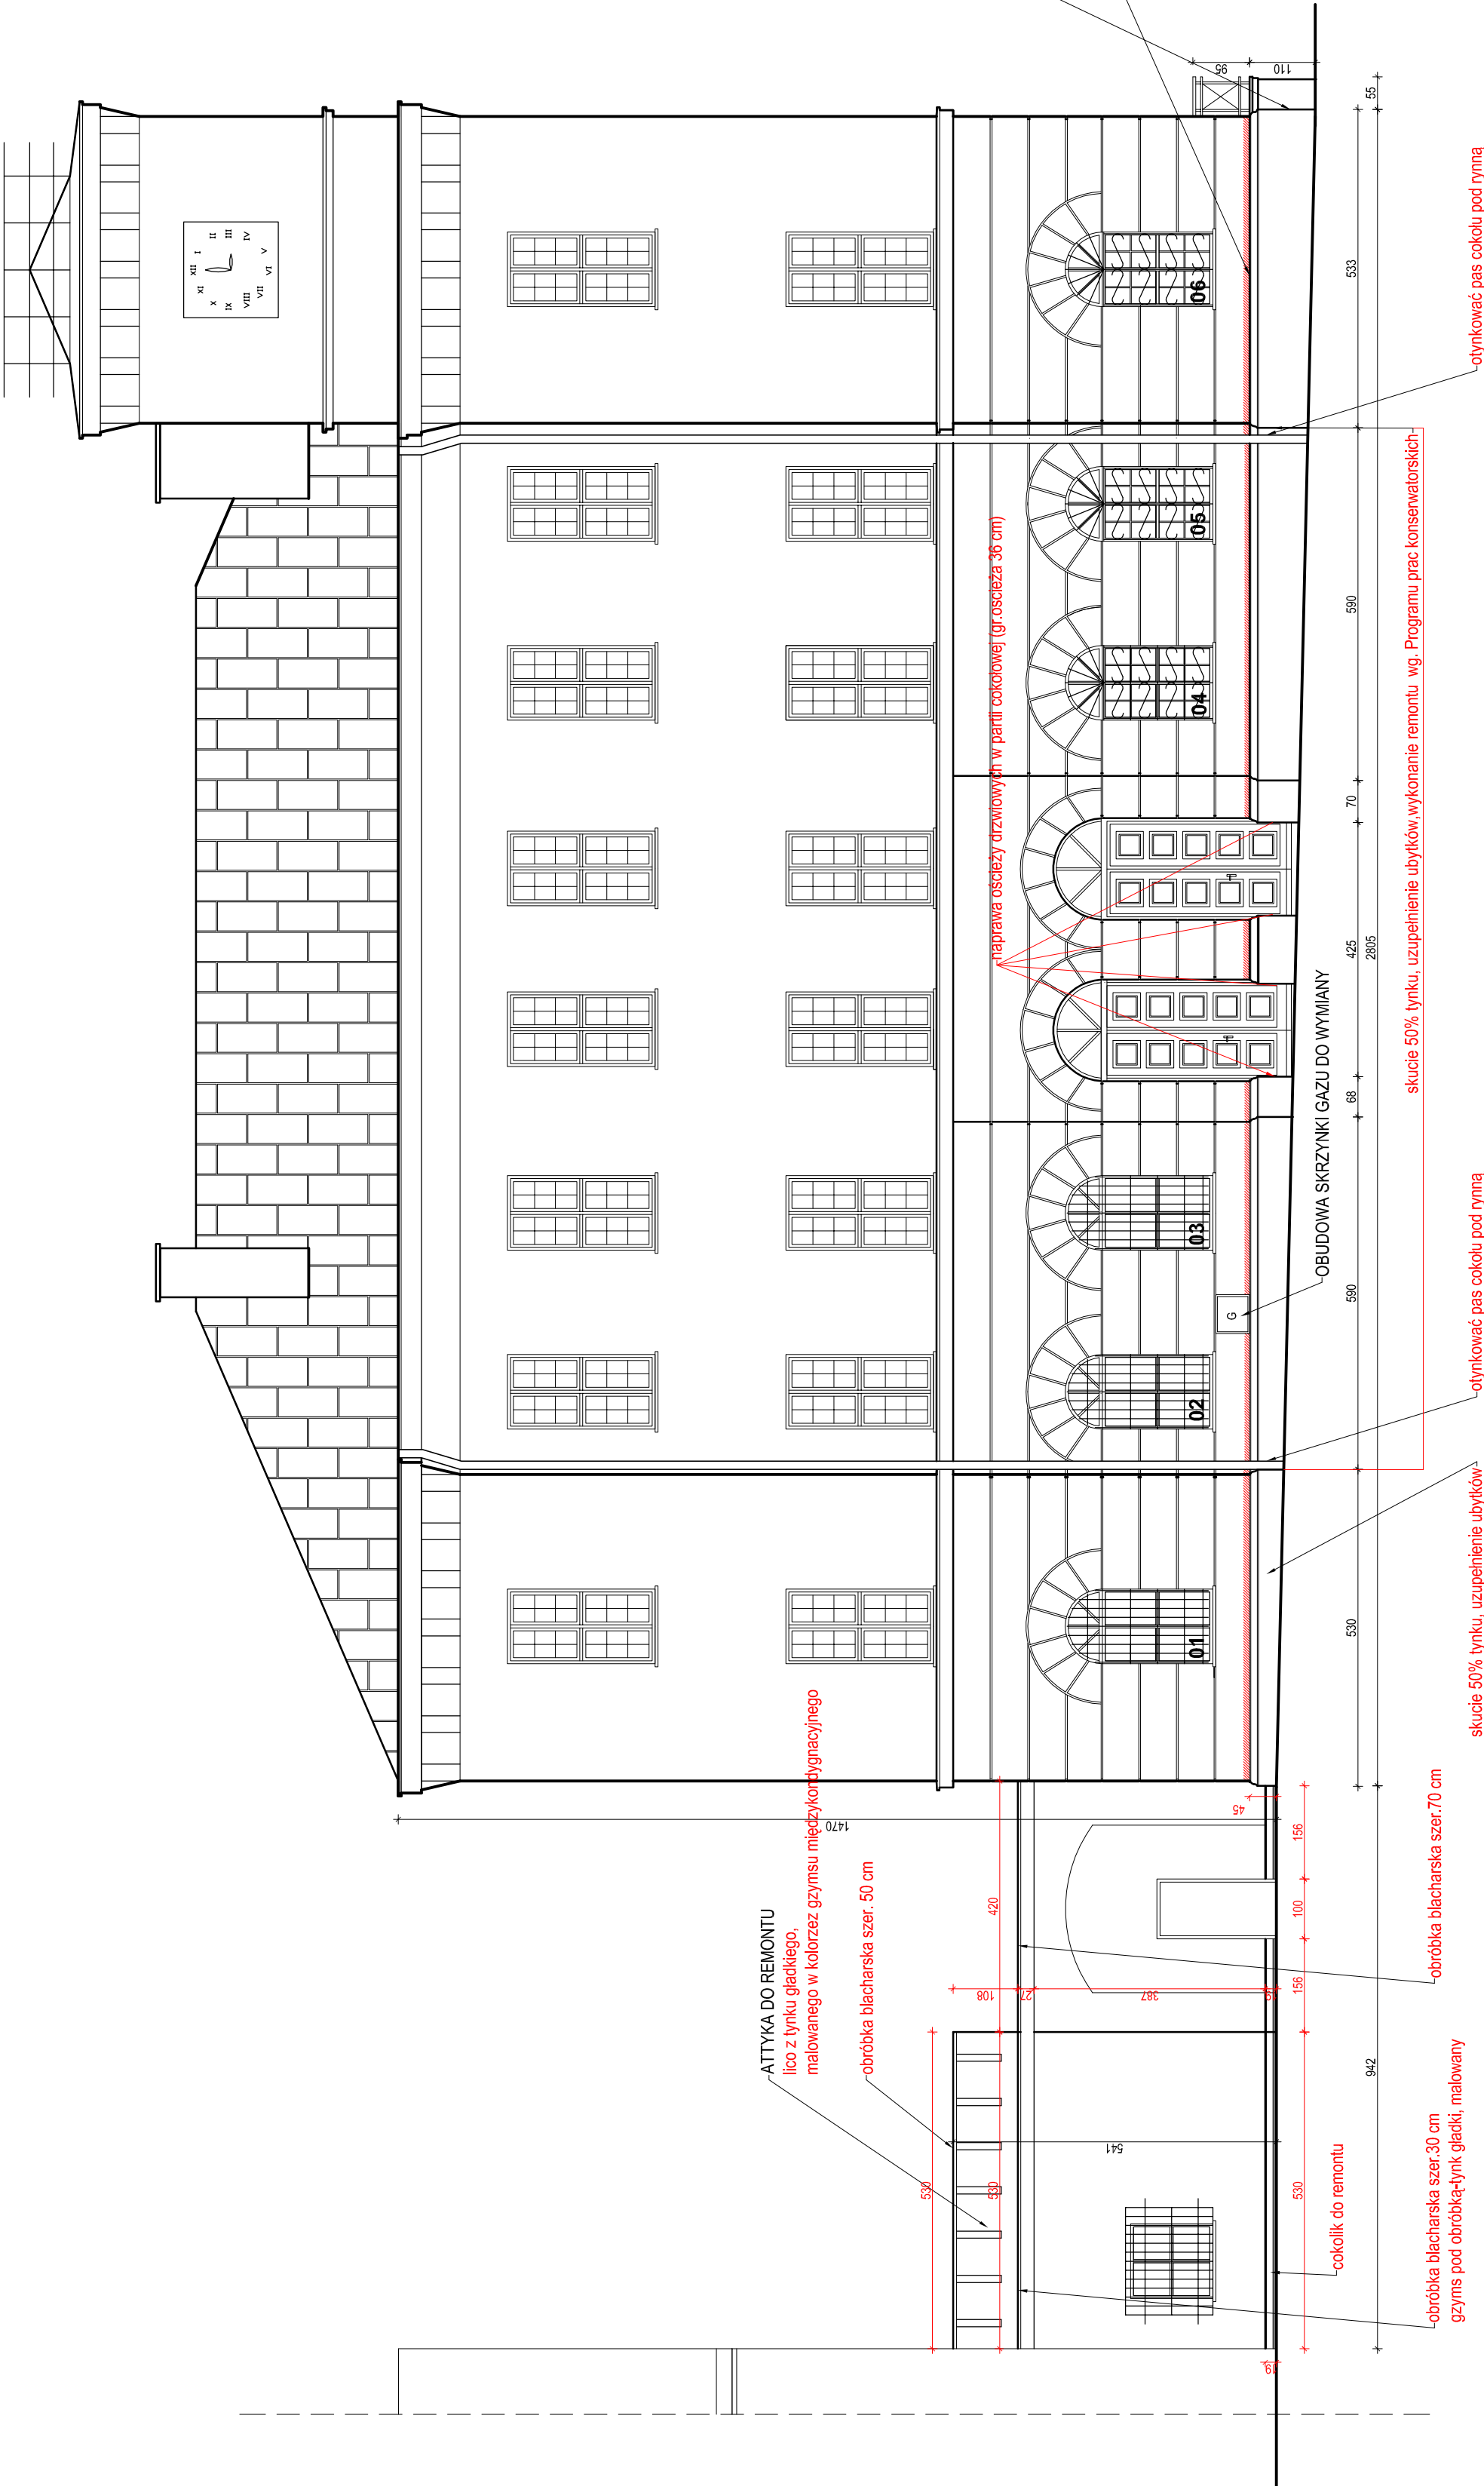 XII
I
II
III
IV
V
VI
VII
VIII
IX
X
XI
ATTYKA DO REMONTU
lico z tynku gładkiego,
malowanego w kolorzez gzymsu międzykondygnacyjnego
obróbka blacharska szer. 50 cm
naprawa ościeży drzwiowych w partii cokołowej (gr.oscieża 36 cm)
01
02
03
04
05
06
G
OBUDOWA SKRZYNKI GAZU DO WYMIANY
1470
541
530
530
420
108
27
387
19
19
45
95
110
530
156
100
156
530
590
68
425
70
590
533
55
942
2805
cokolik do remontu
obróbka blacharska szer.30 cm
gzyms pod obróbką-tynk gładki, malowany
obróbka blacharska szer.70 cm
skucie 50% tynku, uzupełnienie ubytków
otynkować pas cokołu pod rynną
skucie 50% tynku, uzupełnienie ubytków,wykonanie remontu wg. Programu prac konserwatorskich
otynkować pas cokołu pod rynną